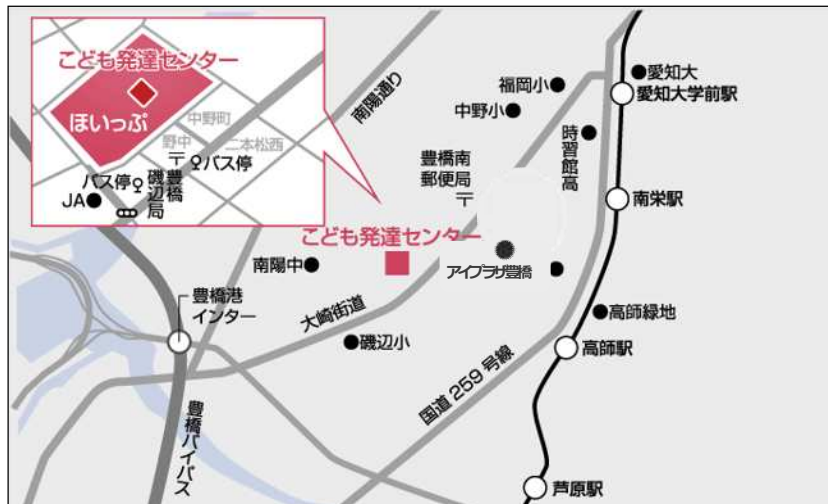 こども発達センター
ほいっぷ
中野町
野中
二本松西
〒
バス停
豊橋
磯辺局
バス停
JA
南陽通り
福岡小
中野小
愛知大
愛知大学前駅
時習館高
豊橋南
郵便局
〒
南栄駅
こども発達センター
南陽中
アイプラザ豊橋
豊橋港
インター
大崎街道
磯辺小
高師緑地
高師駅
国道259号線
豊橋バイパス
芦原駅